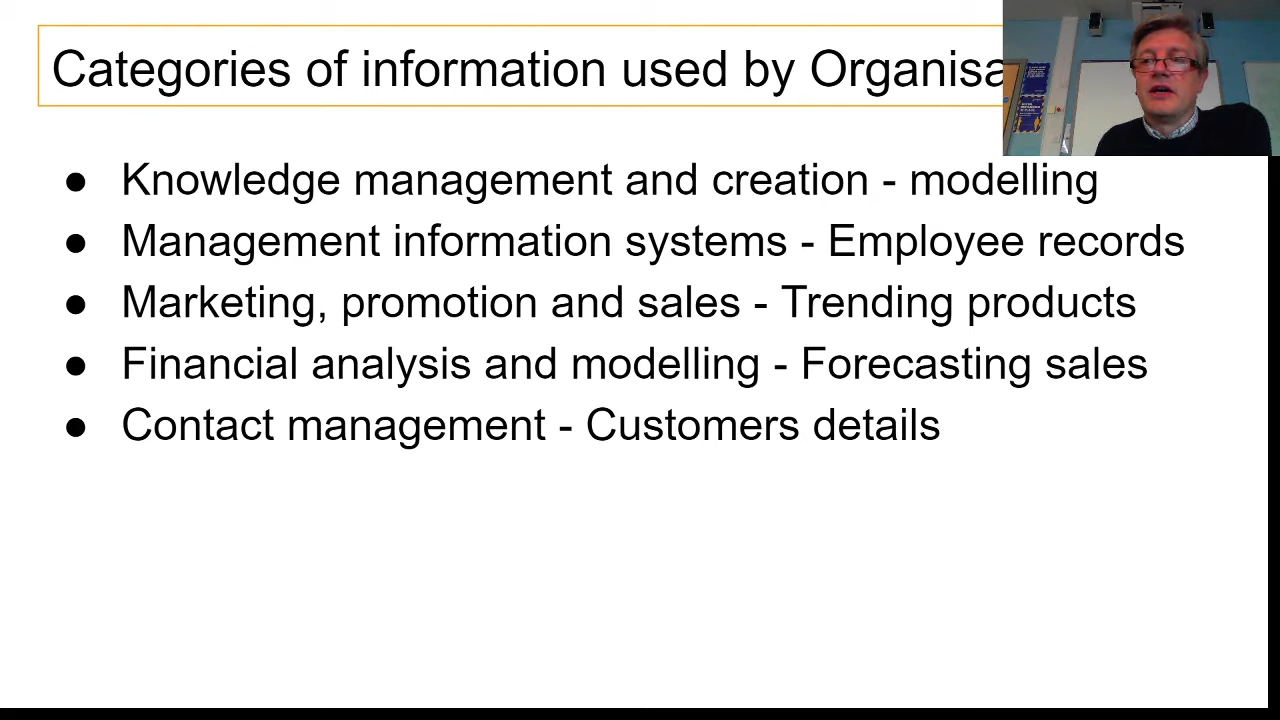 Categories of information used by Organisa
● Knowledge management and creation - modelling
● Management information systems - Employee records
● Marketing, promotion and sales - Trending products
● Financial analysis and modelling - Forecasting sales
● Contact management - Customers details